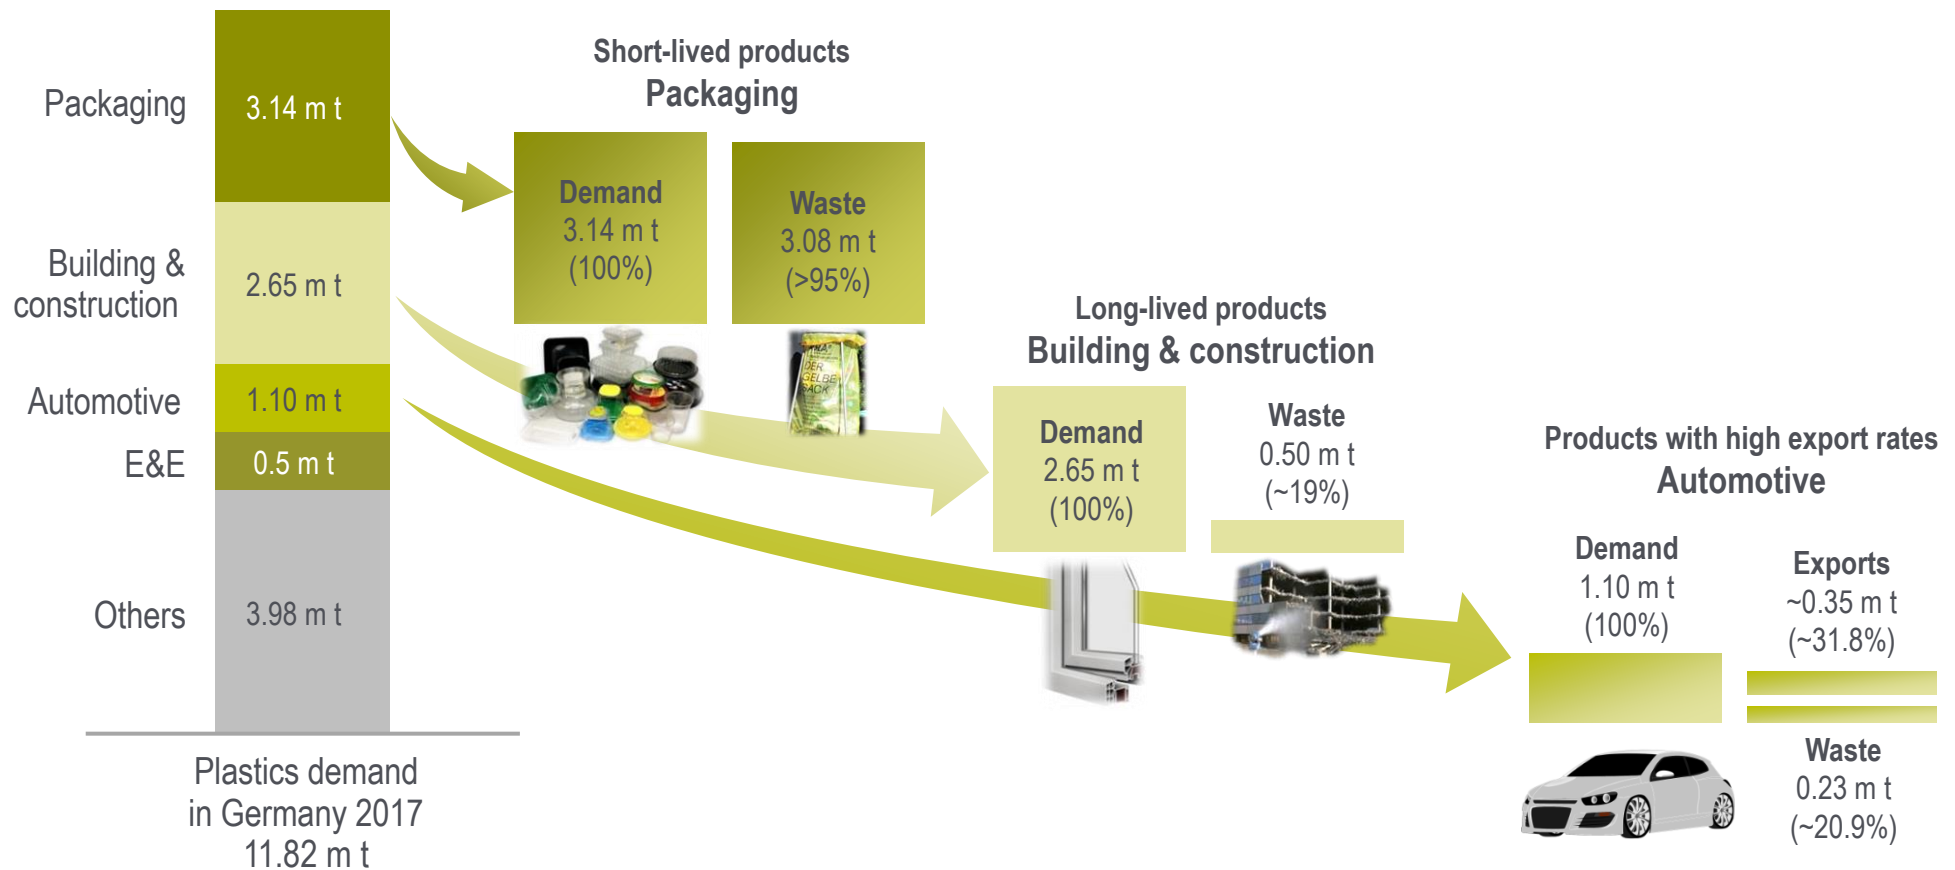 Packaging
3.14 m t
Building &
construction
2.65 m t
Automotive
1.10 m t
E&E
0.5 m t
Others
3.98 m t
Plastics demand
in Germany 2017
11.82 m t
Short-lived products
Packaging
Demand
3.14 m t
(100%)
Waste
3.08 m t
(>95%)
DER
GELBE
SACK
Long-lived products
Building & construction
Demand
2.65 m t
(100%)
Waste
0.50 m t
(~19%)
Products with high export rates
Automotive
Demand
1.10 m t
(100%)
Exports
~0.35 m t
(~31.8%)
Waste
0.23 m t
(~20.9%)